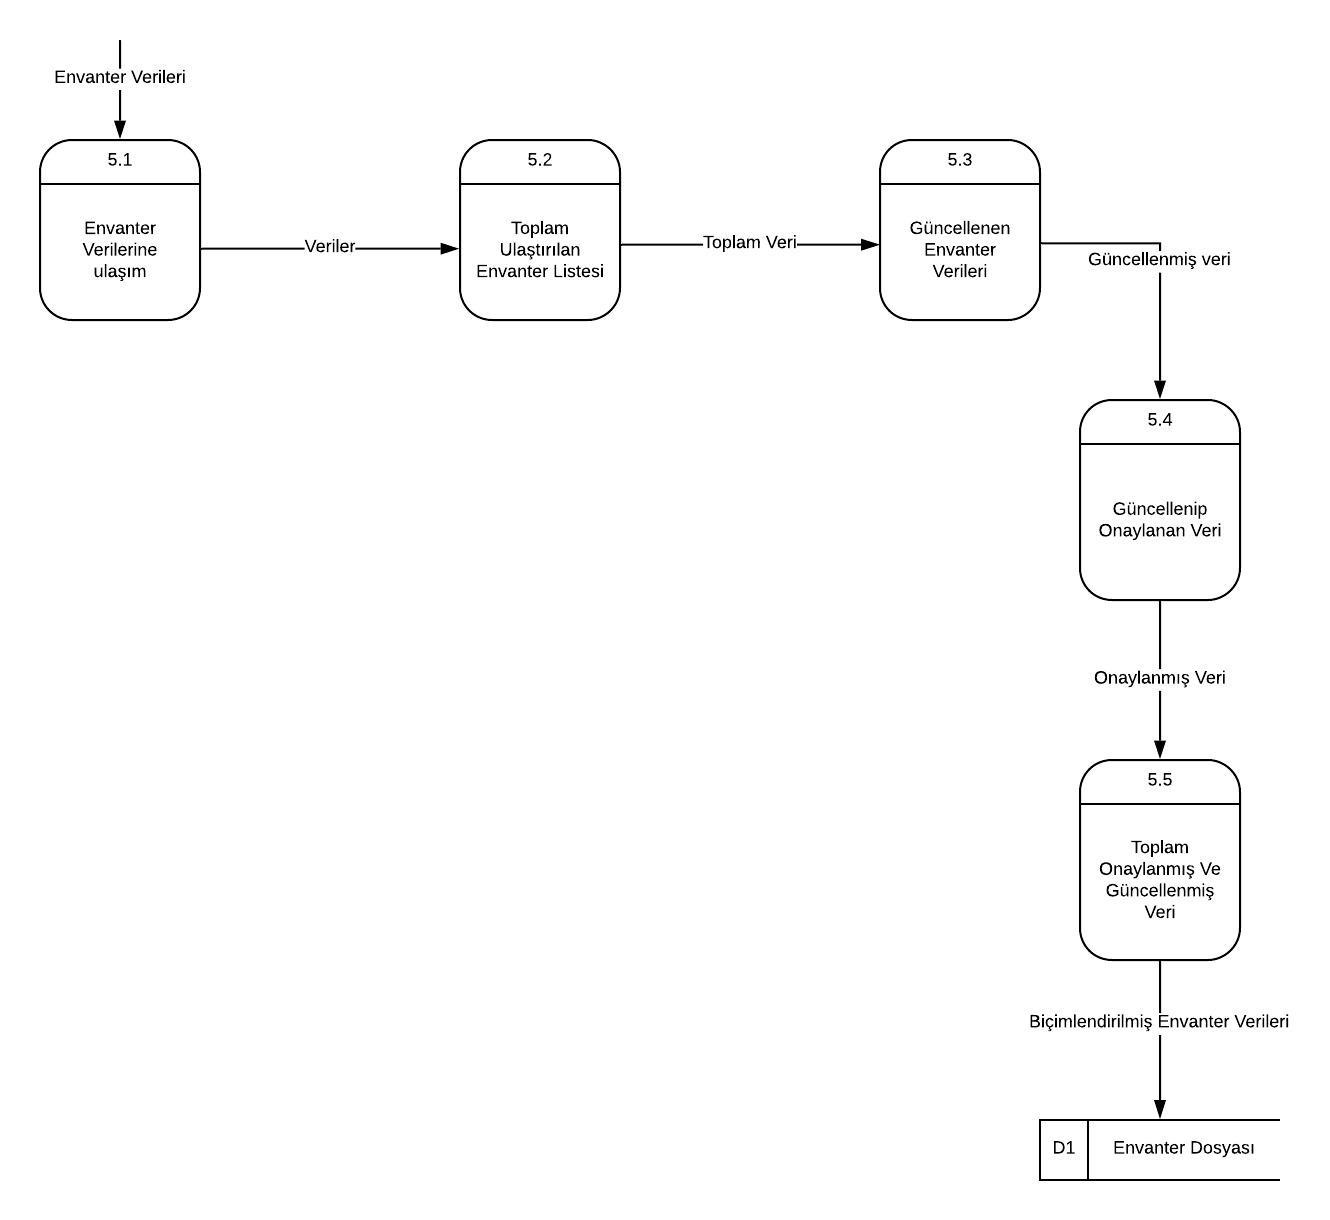 Envanter Verileri
5.1
Envanter
Verilerine
ulaşım
Veriler
5.2
Toplam
Ulaştırılan
Envanter Listesi
Toplam Veri
5.3
Güncellenen
Envanter
Verileri
Güncellenmiş veri
5.4
Güncellenip
Onaylanan Veri
Onaylanmış Veri
5.5
Toplam
Onaylanmış Ve
Güncellenmiş
Veri
Biçimlendirilmiş Envanter Verileri
D1
Envanter Dosyası